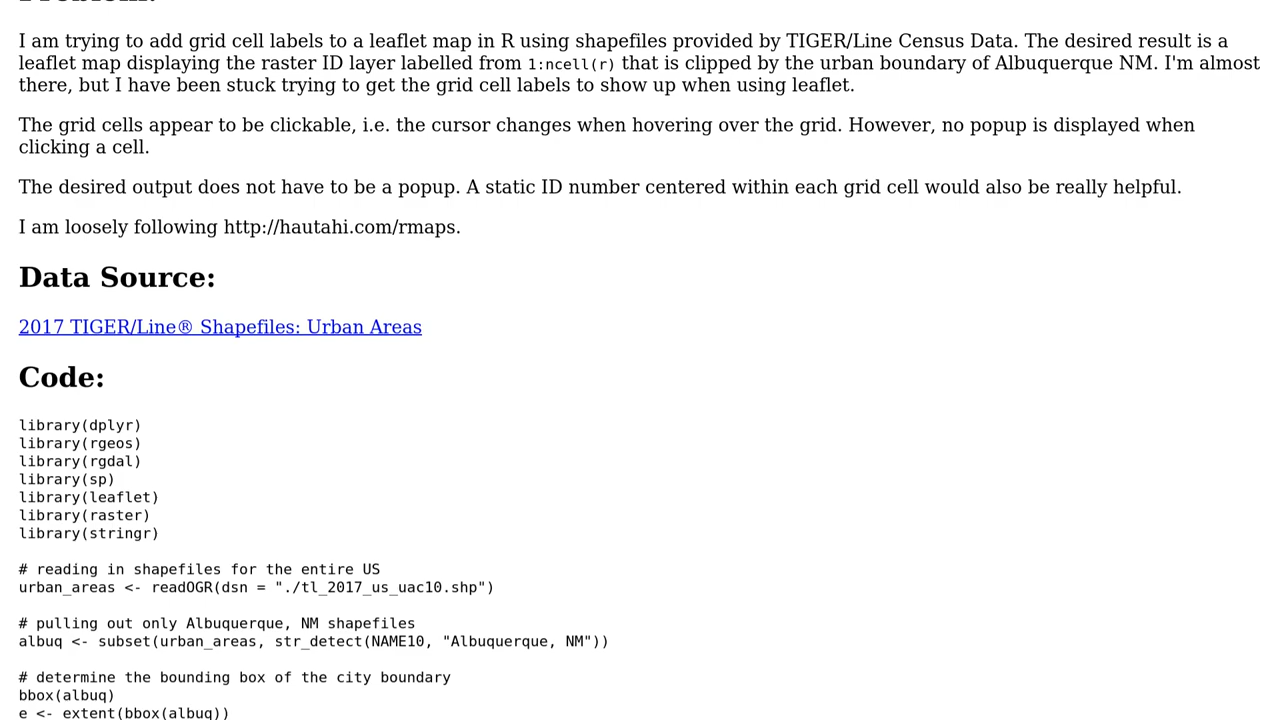 Problem:
I am trying to add grid cell labels to a leaflet map in R using shapefiles provided by TIGER/Line Census Data. The desired result is a
leaflet map displaying the raster ID layer labelled from 1:ncell(r) that is clipped by the urban boundary of Albuquerque NM. I'm almost
there, but I have been stuck trying to get the grid cell labels to show up when using leaflet.
The grid cells appear to be clickable, i.e. the cursor changes when hovering over the grid. However, no popup is displayed when
clicking a cell.
The desired output does not have to be a popup. A static ID number centered within each grid cell would also be really helpful.
I am loosely following http://hautahi.com/rmaps.
Data Source:
2017 TIGER/Line® Shapefiles: Urban Areas
Code:
library(dplyr)
library(rgeos)
library(rgdal)
library(sp)
library(leaflet)
library(raster)
library(stringr)
# reading in shapefiles for the entire US
urban_areas <- readOGR(dsn = "./tl_2017_us_uac10.shp")
# pulling out only Albuquerque, NM shapefiles
albuq <- subset(urban_areas, str_detect(NAME10, "Albuquerque, NM"))
# determine the bounding box of the city boundary
bbox(albuq)
e <- extent(bbox(albuq))